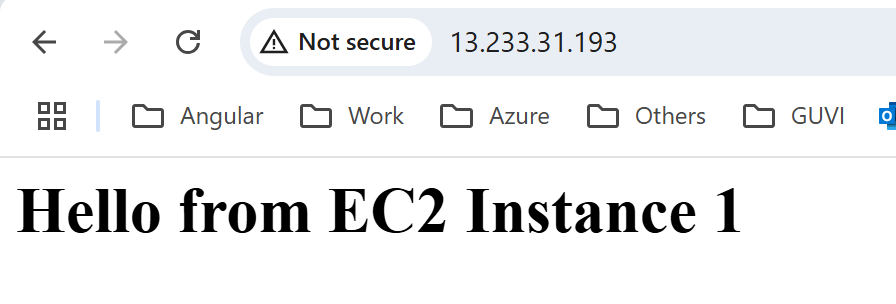 Not secure 13.233.31.193
Angular Work Azure Others GUVI
Hello from EC2 Instance 1